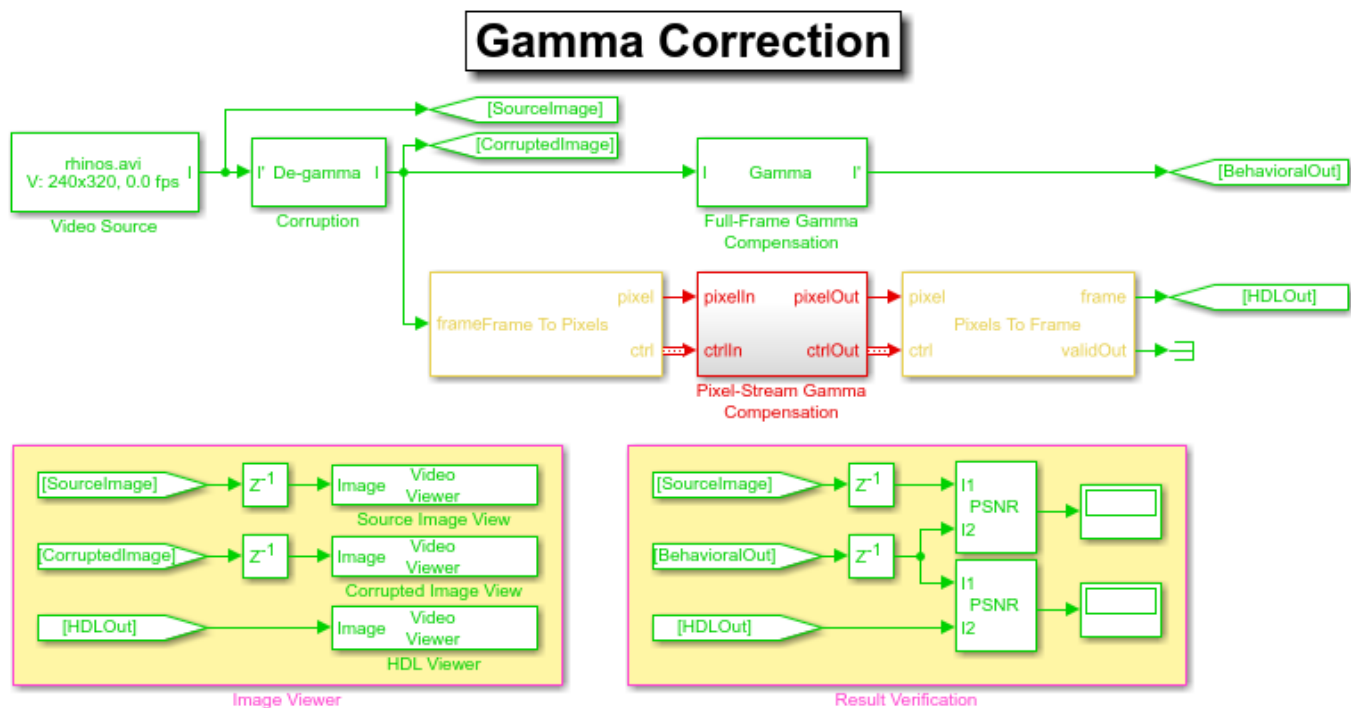 Gamma Correction
[SourceImage]
[CorruptedImage]
rhinos.avi
V: 240x320, 0.0 fps
I
Video Source
I' De-gamma I
Corruption
I Gamma I'
Full-Frame Gamma
Compensation
[BehavioralOut]
frame Frame To Pixels
pixel
ctrl
pixelIn pixelOut
ctrlIn ctrlOut
Pixel-Stream Gamma
Compensation
pixel frame
Pixels To Frame
ctrl validOut
[HDLOut]
[SourceImage]
Z-1
Image Video
Viewer
Source Image View
[CorruptedImage]
Z-1
Image Video
Viewer
Corrupted Image View
[HDLOut]
Image Video
Viewer
HDL Viewer
Image Viewer
[SourceImage]
Z-1
I1
PSNR
I2
[BehavioralOut]
Z-1
I1
PSNR
I2
[HDLOut]
Result Verification